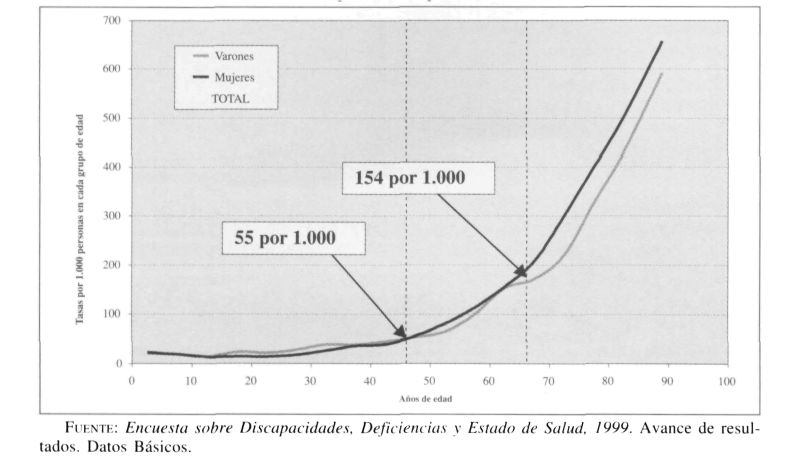 700
600
500
400
300
200
100
0
Tasas por 1.000 personas en cada grupo de edad
Varones
Mujeres
TOTAL
154 por 1.000
55 por 1.000
0 10 20 30 40 50 60 70 80 90 100
Años de edad
FUENTE: Encuesta sobre Discapacidades, Deficiencias y Estado de Salud, 1999. Avance de resul-
tados. Datos Básicos.